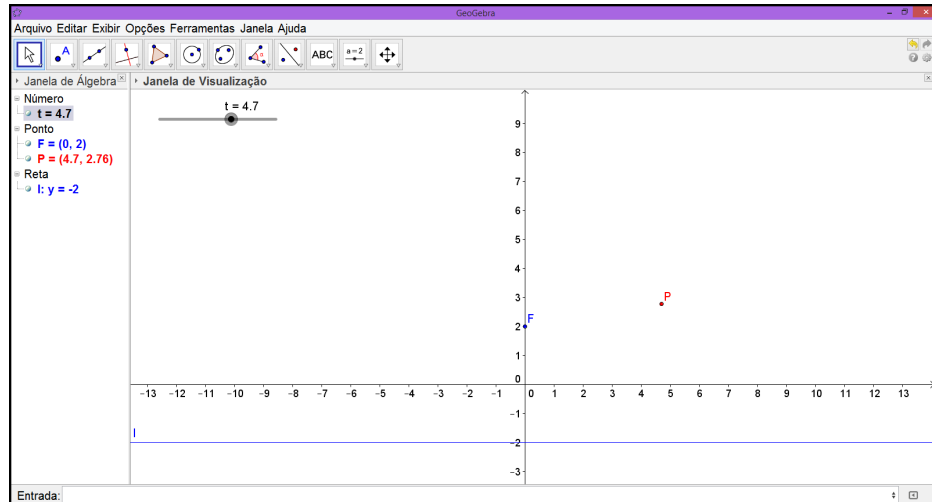 GeoGebra
Arquivo Editar Exibir Opções Ferramentas Janela Ajuda
A
ABC
a=2
Janela de Álgebra
Janela de Visualização
Número
t = 4.7
Ponto
F = (0, 2)
P = (4.7, 2.76)
Reta
l: y = -2
t = 4.7
9
8
7
6
5
4
3
2
1
0
P
F
-13 -12 -11 -10 -9 -8 -7 -6 -5 -4 -3 -2 -1 0 1 2 3 4 5 6 7 8 9 10 11 12 13
-1
l
-2
-3
Entrada: